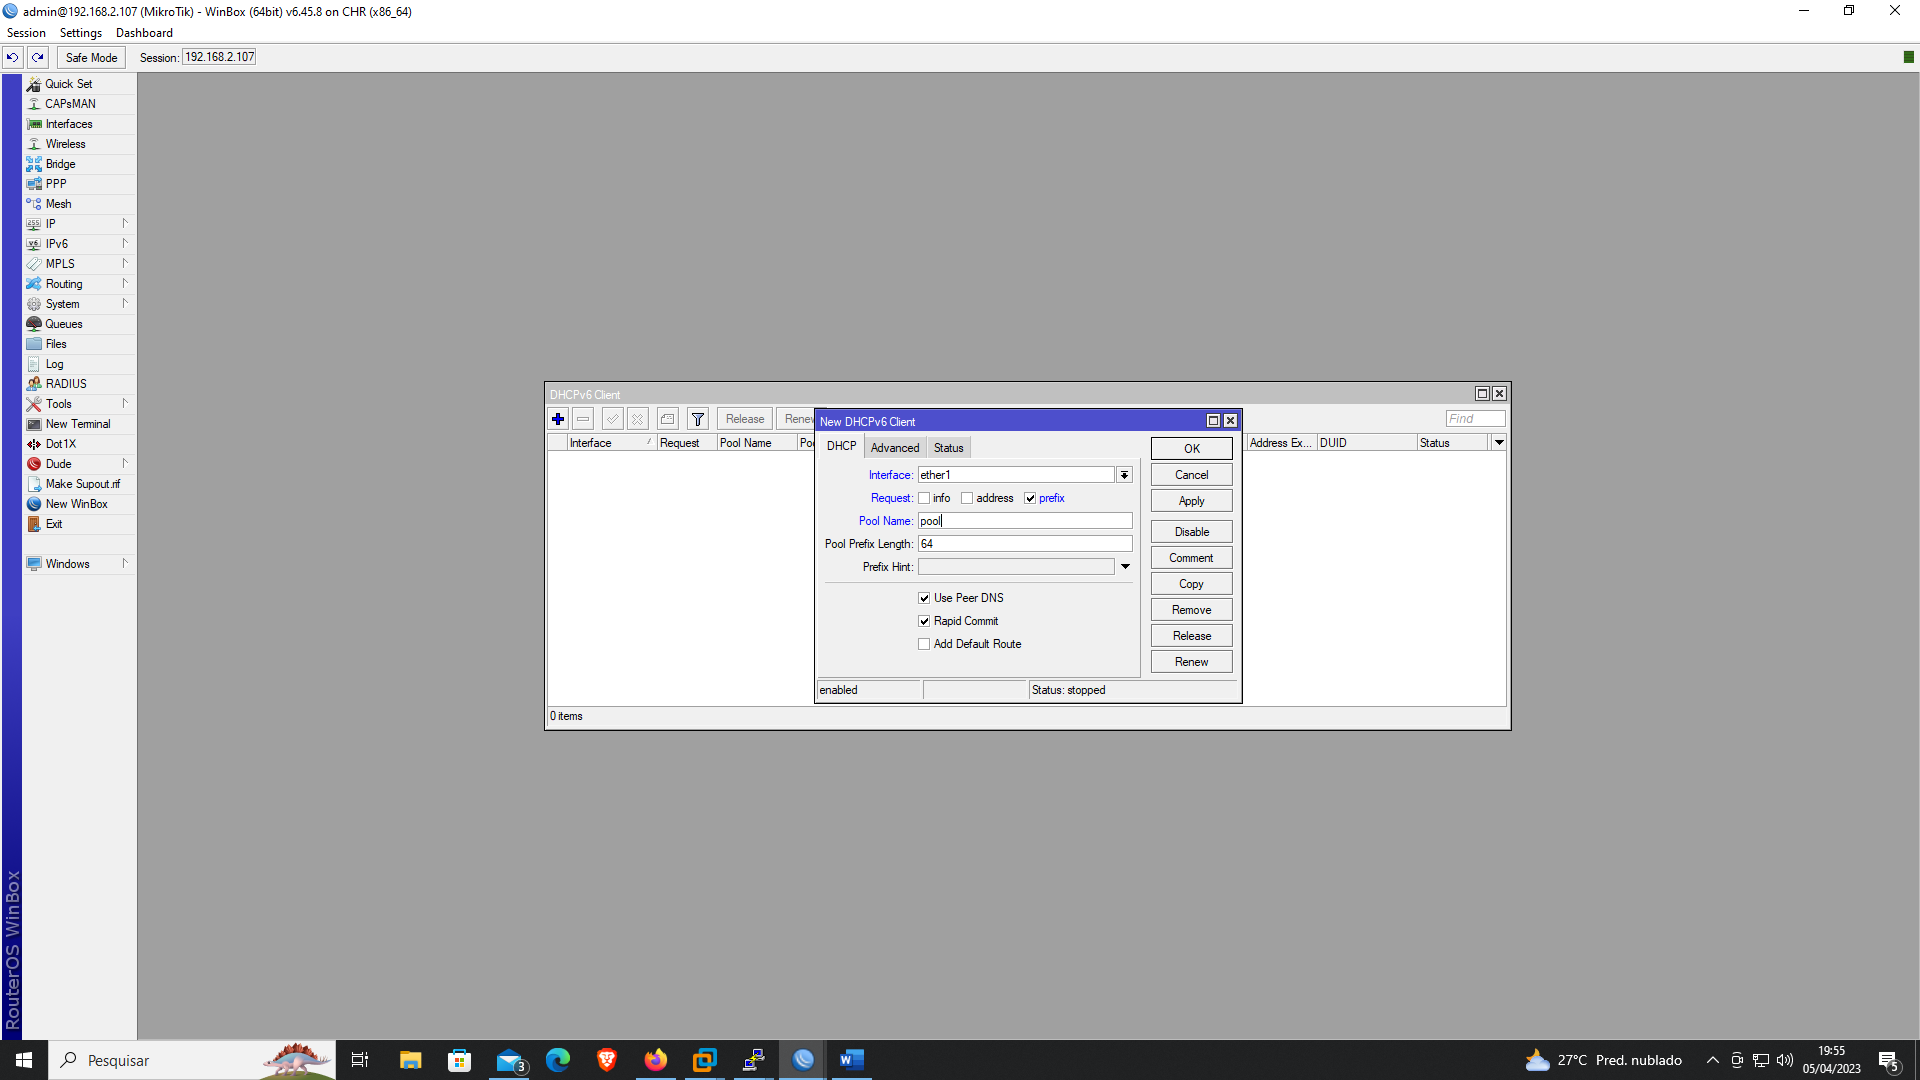 admin@192.168.2.107 (MikroTik) - WinBox (64bit) v6.45.8 on CHR (x86_64)
Session Settings Dashboard
Safe Mode Session: 192.168.2.107
Quick Set
CAPsMAN
Interfaces
Wireless
Bridge
PPP
Mesh
IP
IPv6
MPLS
Routing
System
Queues
Files
Log
RADIUS
Tools
New Terminal
Dot1X
Dude
Make Supout.rif
New WinBox
Exit
Windows
RouterOS WinBox
DHCPv6 Client
Release Renew Find
Interface Request Pool Name Address Ex... DUID Status
0 items
New DHCPv6 Client
DHCP Advanced Status
Interface: ether1
Request: info address prefix
Pool Name: pool
Pool Prefix Length: 64
Prefix Hint:
Use Peer DNS
Rapid Commit
Add Default Route
OK
Cancel
Apply
Disable
Comment
Copy
Remove
Release
Renew
enabled Status: stopped
Pesquisar 3 27°C Pred. nublado 19:55
05/04/2023 5